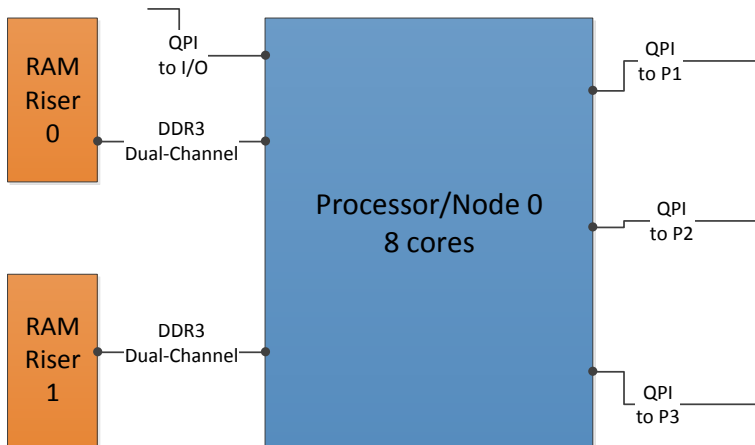 RAM
Riser
0
QPI
to I/O
DDR3
Dual-Channel
Processor/Node 0
8 cores
QPI
to P1
QPI
to P2
RAM
Riser
1
DDR3
Dual-Channel
QPI
to P3